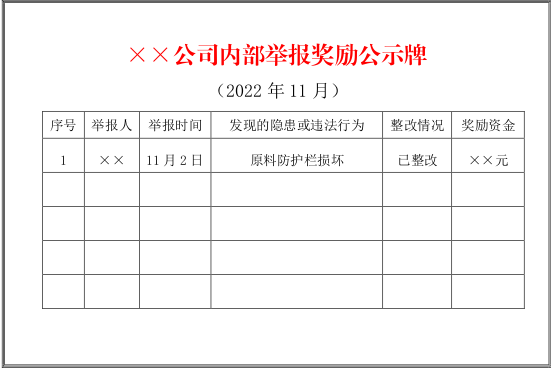 ××公司内部举报奖励公示牌
（2022 年 11 月）
序号 举报人 举报时间 发现的隐患或违法行为 整改情况 奖励资金
1 ×× 11 月 2 日 原料防护栏损坏 已整改 ××元